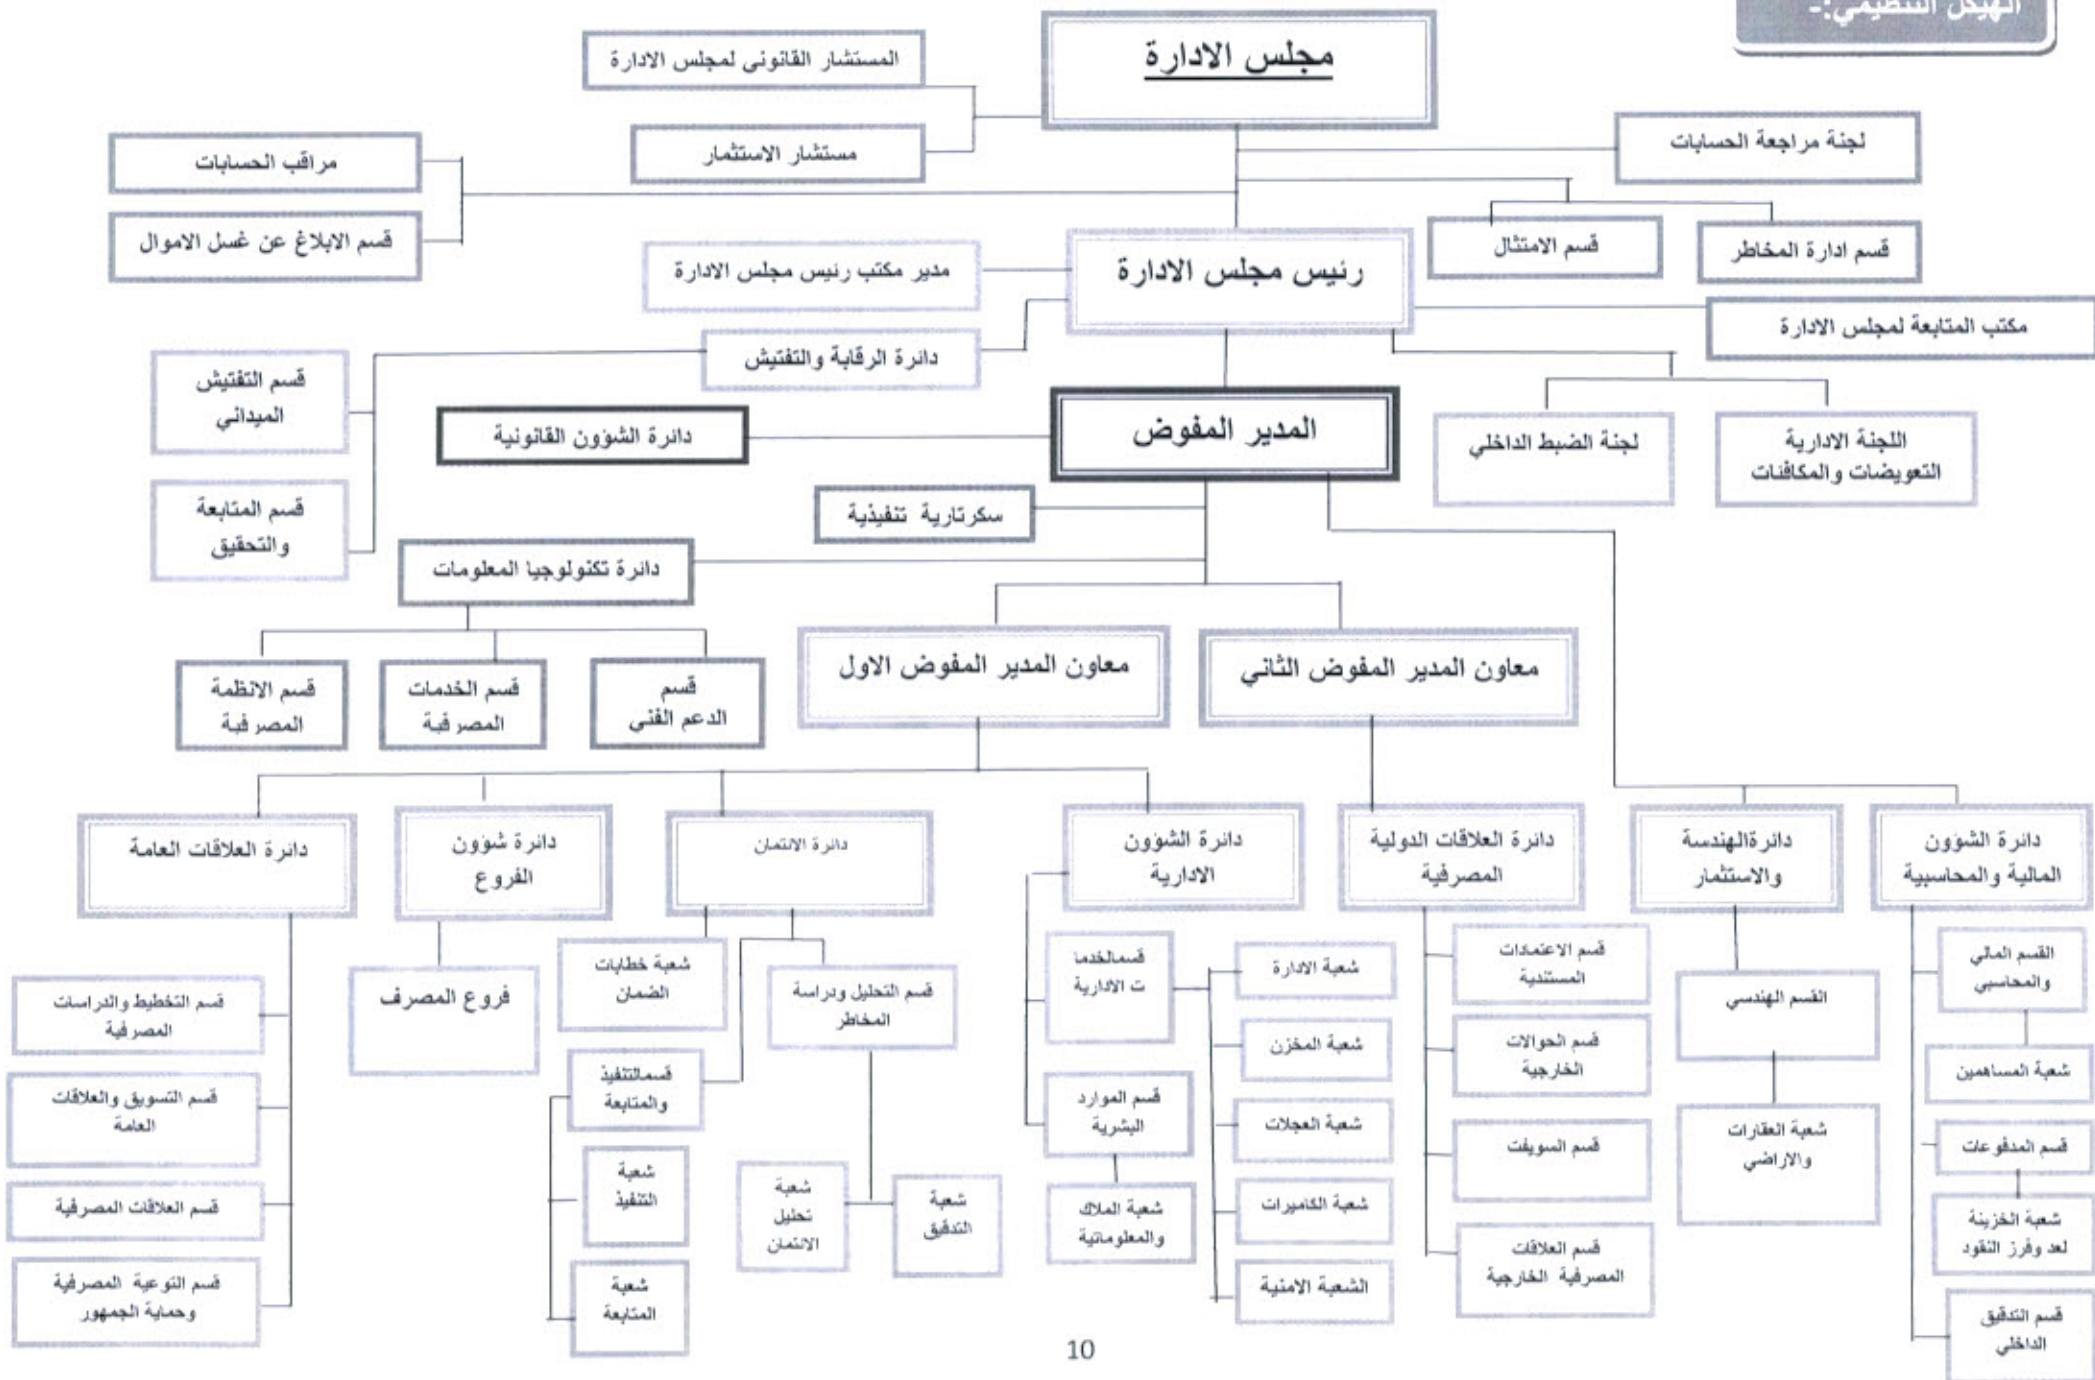 الهيكل التنظيمي:-
مجلس الادارة
المستشار القانوني لمجلس الادارة
مستشار الاستثمار
لجنة مراجعة الحسابات
مراقب الحسابات
قسم الابلاغ عن غسل الاموال
قسم ادارة المخاطر
قسم الامتثال
رئيس مجلس الادارة
مدير مكتب رئيس مجلس الادارة
مكتب المتابعة لمجلس الادارة
دائرة الرقابة والتفتيش
قسم التفتيش
الميداني
قسم المتابعة
والتحقيق
اللجنة الادارية
التعويضات والمكافئات
لجنة الضبط الداخلي
المدير المفوض
دائرة الشؤون القانونية
سكرتارية تنفيذية
دائرة تكنولوجيا المعلومات
قسم
الدعم الفني
قسم الخدمات
المصرفية
قسم الانظمة
المصرفية
معاون المدير المفوض الثاني
معاون المدير المفوض الاول
دائرة الشؤون
المالية والمحاسبية
دائرةالهندسة
والاستثمار
دائرة العلاقات الدولية
المصرفية
دائرة الشؤون
الادارية
دائرة الائتمان
دائرة شؤون
الفروع
دائرة العلاقات العامة
القسم المالي
والمحاسبي
شعبة المساهمين
قسم المدفوعات
شعبة الخزينة
لعد وفرز النقود
قسم التدقيق
الداخلي
القسم الهندسي
شعبة العقارات
والاراضي
قسم الاعتمادات
المستندية
قسم الحوالات
الخارجية
قسم السويفت
قسم العلاقات
المصرفية الخارجية
شعبة الادارة
شعبة المخزن
شعبة العجلات
شعبة الكاميرات
الشعبة الامنية
قسمالخدما
ت الادارية
قسم الموارد
البشرية
شعبة الملاك
والمعلوماتية
شعبة خطابات
الضمان
قسم التحليل ودراسة
المخاطر
قسمالتنفيذ
والمتابعة
شعبة
التنفيذ
شعبة
المتابعة
شعبة
التدقيق
شعبة
تحليل
الائتمان
فروع المصرف
قسم التخطيط والدراسات
المصرفية
قسم التسويق والعلاقات
العامة
قسم العلاقات المصرفية
قسم التوعية المصرفية
وحماية الجمهور
10